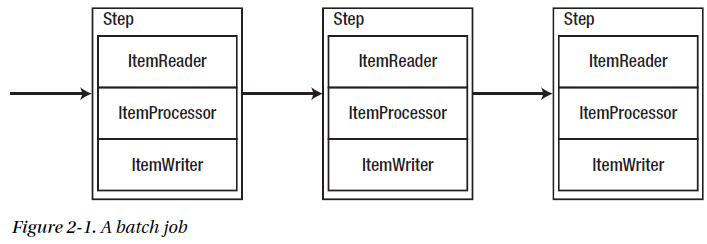 Step
ItemReader
ItemProcessor
ItemWriter
Step
ItemReader
ItemProcessor
ItemWriter
Step
ItemReader
ItemProcessor
ItemWriter
Figure 2-1. A batch job